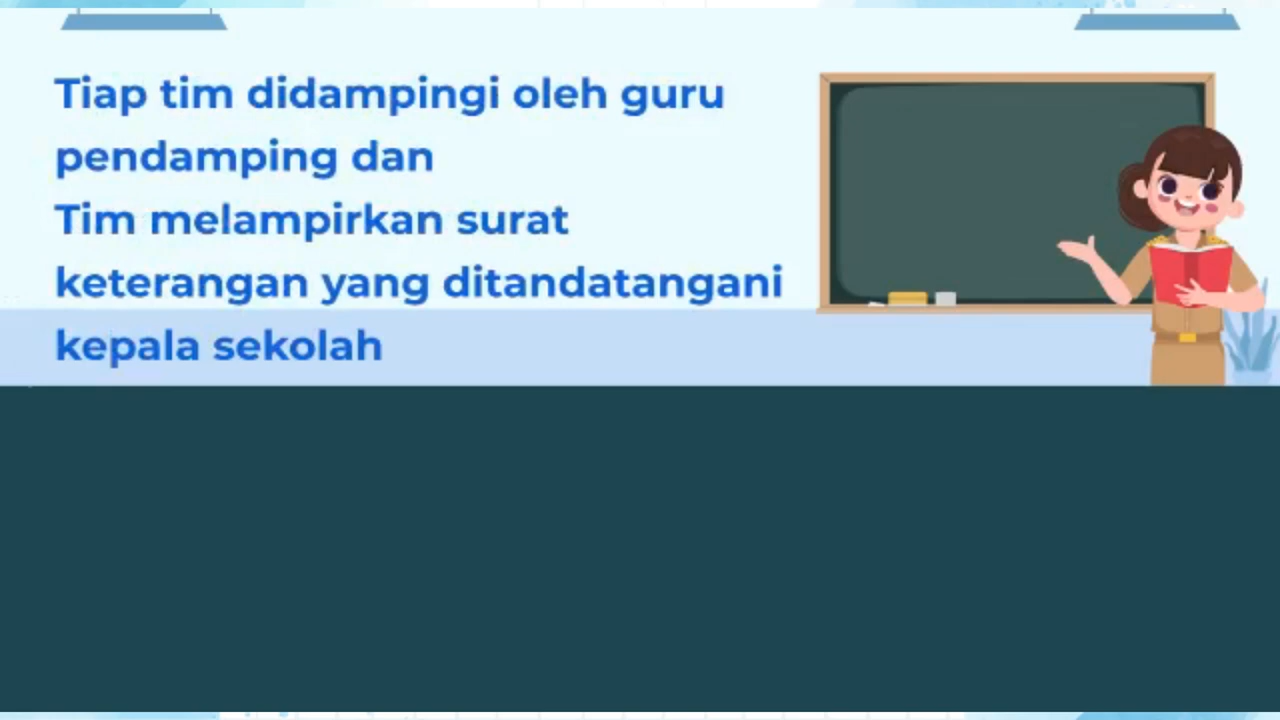 Tiap tim didampingi oleh guru
pendamping dan
Tim melampirkan surat
keterangan yang ditandatangani
kepala sekolah